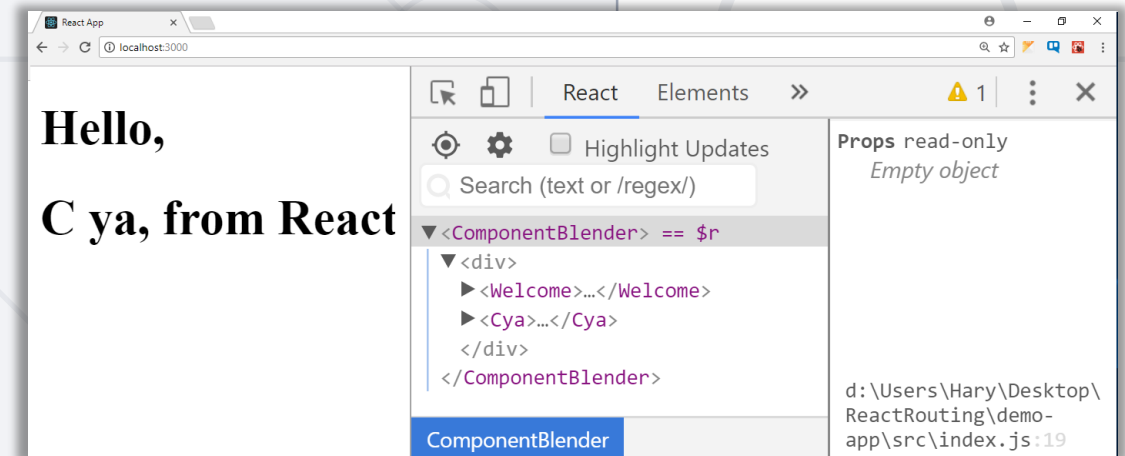 React App
localhost:3000
Hello,
C ya, from React
React Elements 1
Highlight Updates
Search (text or /regex/)
▼<ComponentBlender> == $r
▼<div>
▶<Welcome>…</Welcome>
▶<Cya>…</Cya>
</div>
</ComponentBlender>
ComponentBlender
Props read-only
Empty object
d:\Users\Hary\Desktop\
ReactRouting\demo-
app\src\index.js:19